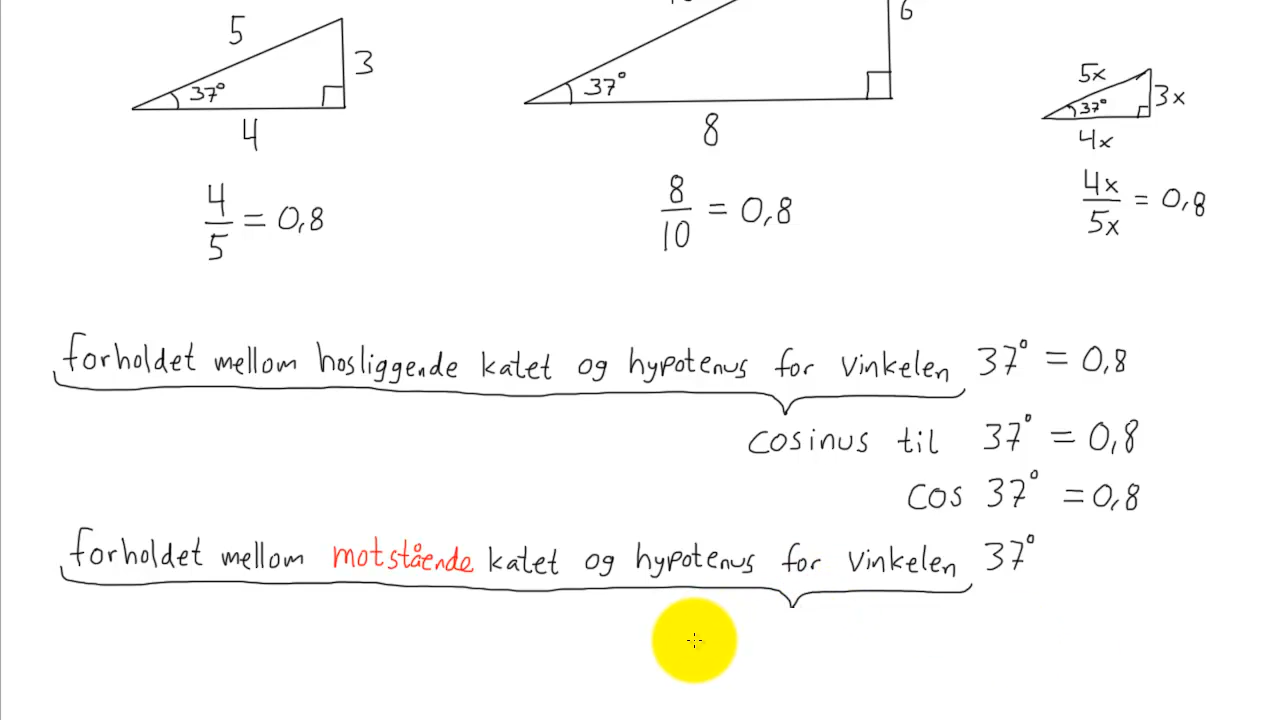 5
3
37°
4
4/5 = 0,8
6
37°
8
8/10 = 0,8
5x
3x
37°
4x
4x/5x = 0,8
forholdet mellom hosliggende katet og hypotenus for vinkelen 37° = 0,8
cosinus til 37° = 0,8
cos 37° = 0,8
forholdet mellom motstående katet og hypotenus for vinkelen 37°